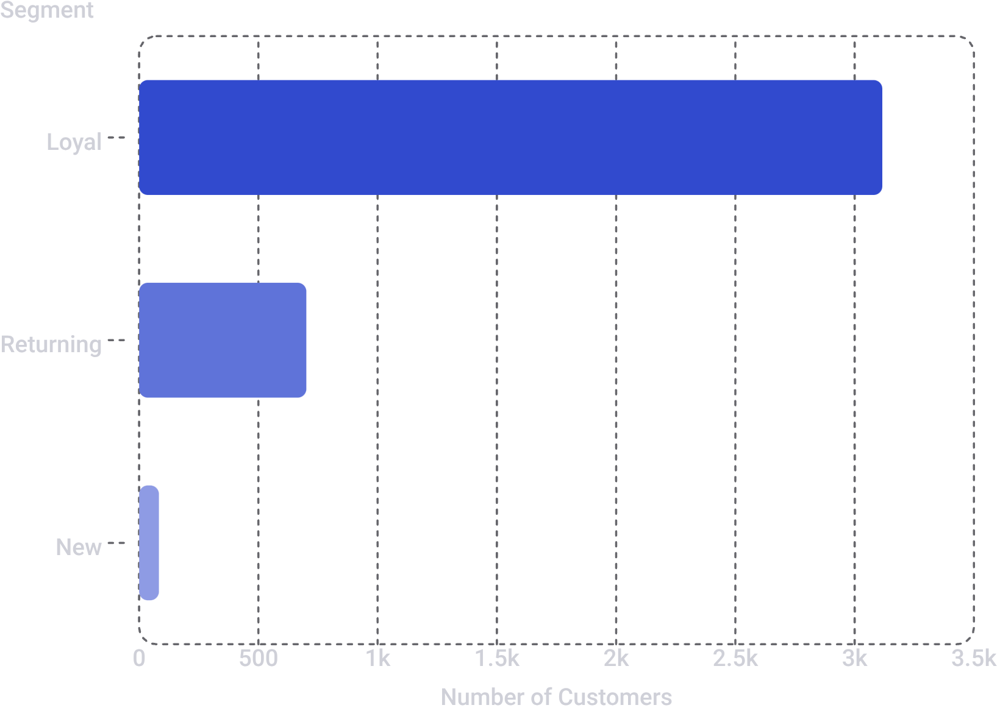 Segment
Loyal
Returning
New
0 500 1k 1.5k 2k 2.5k 3k 3.5k
Number of Customers